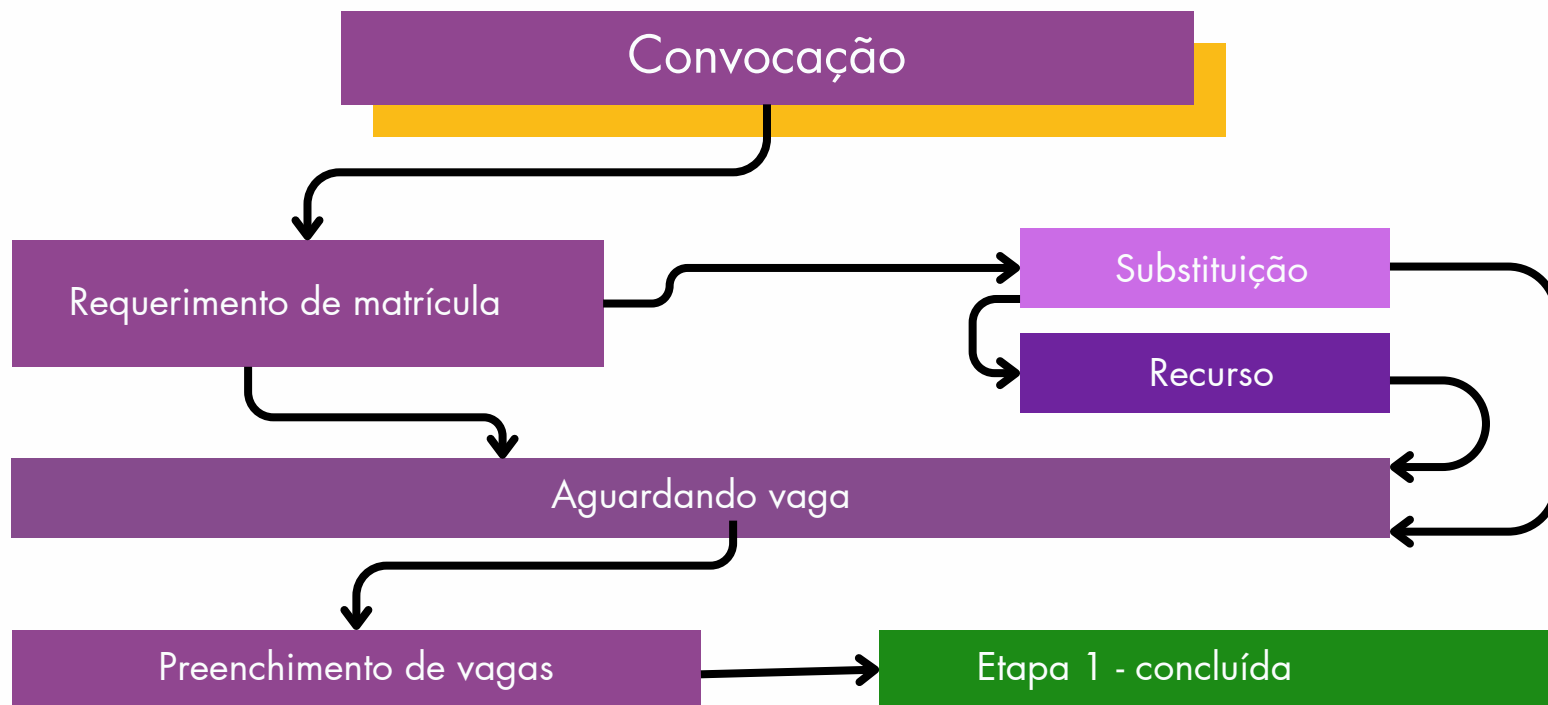 Convocação
Requerimento de matrícula
Substituição
Recurso
Aguardando vaga
Preenchimento de vagas
Etapa 1 - concluída